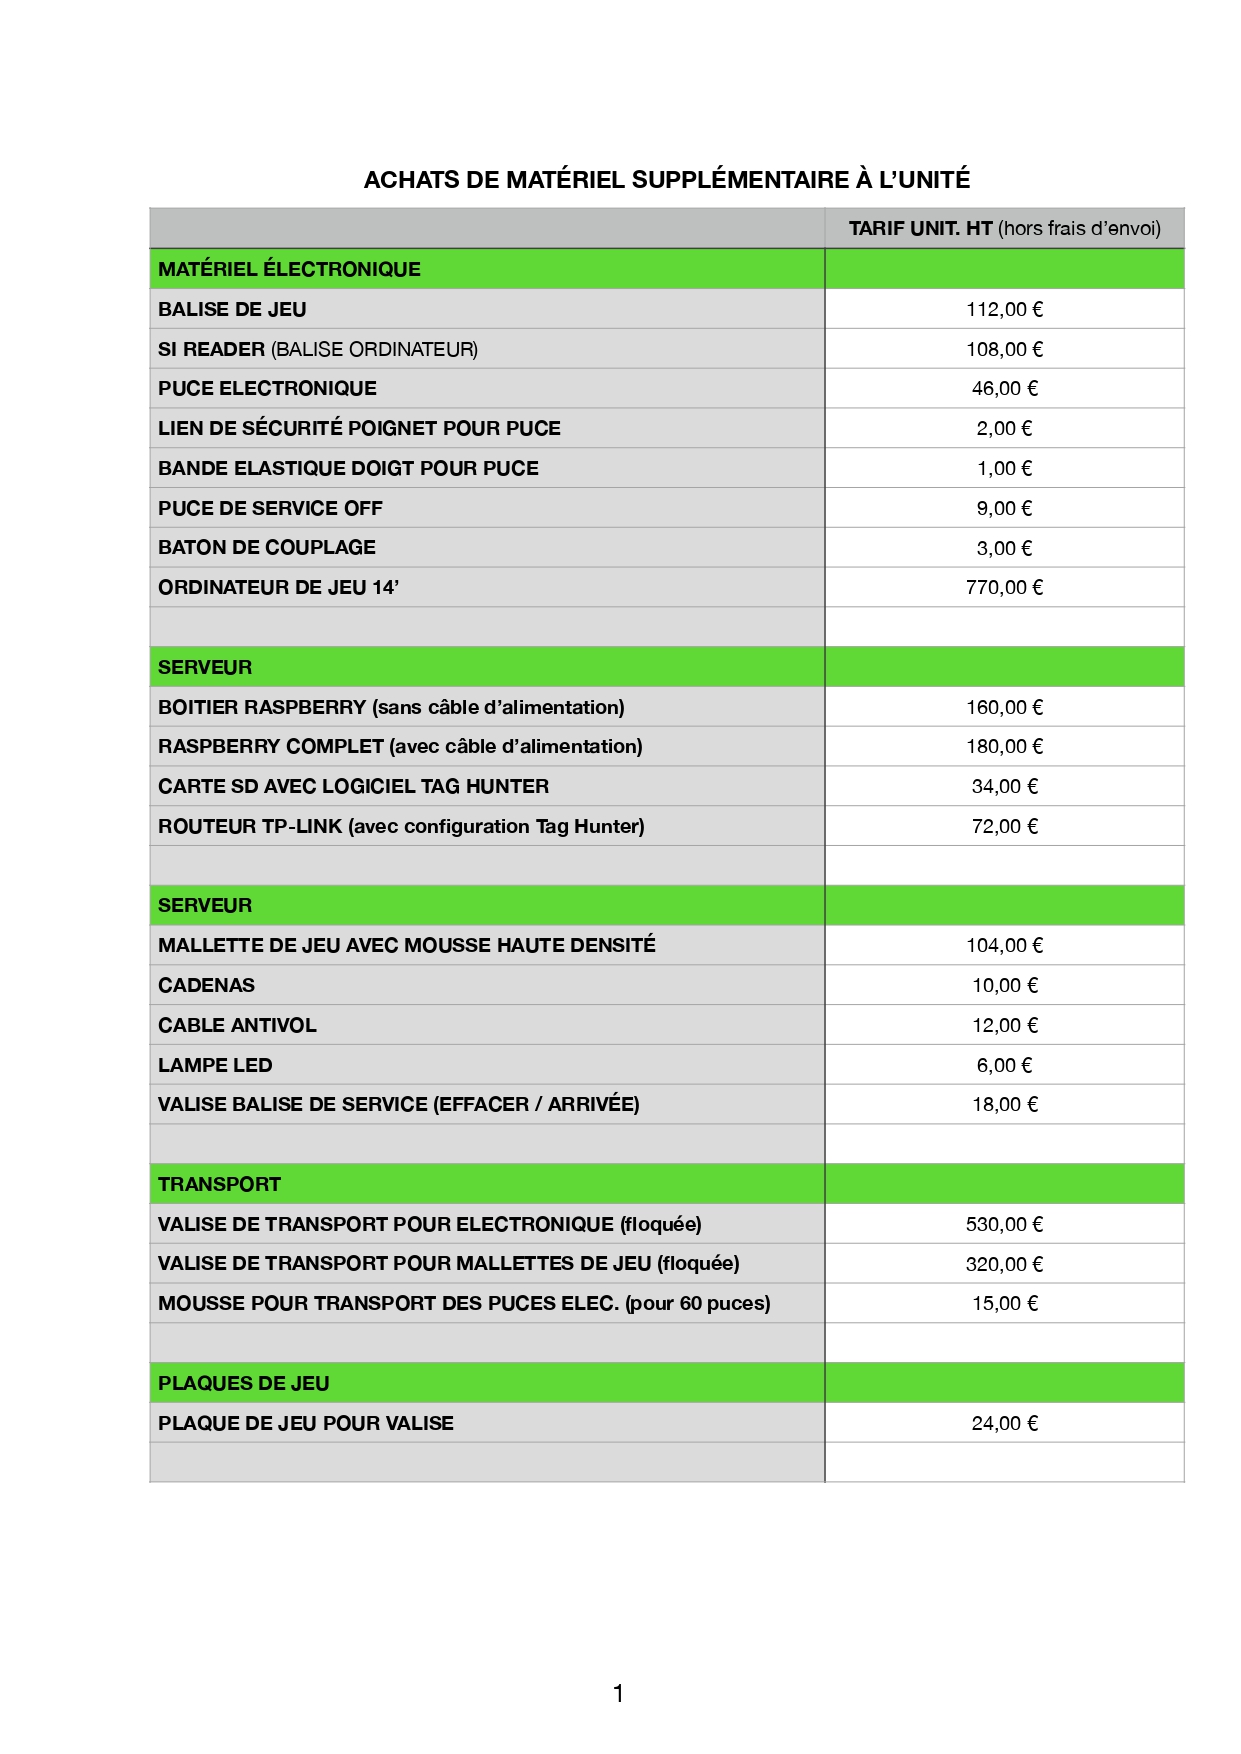 ACHATS DE MATÉRIEL SUPPLÉMENTAIRE À L’UNITÉ
TARIF UNIT. HT (hors frais d’envoi)
MATÉRIEL ÉLECTRONIQUE
BALISE DE JEU 112,00 €
SI READER (BALISE ORDINATEUR) 108,00 €
PUCE ELECTRONIQUE 46,00 €
LIEN DE SÉCURITÉ POIGNET POUR PUCE 2,00 €
BANDE ELASTIQUE DOIGT POUR PUCE 1,00 €
PUCE DE SERVICE OFF 9,00 €
BATON DE COUPLAGE 3,00 €
ORDINATEUR DE JEU 14’ 770,00 €
SERVEUR
BOITIER RASPBERRY (sans câble d’alimentation) 160,00 €
RASPBERRY COMPLET (avec câble d’alimentation) 180,00 €
CARTE SD AVEC LOGICIEL TAG HUNTER 34,00 €
ROUTEUR TP-LINK (avec configuration Tag Hunter) 72,00 €
SERVEUR
MALLETTE DE JEU AVEC MOUSSE HAUTE DENSITÉ 104,00 €
CADENAS 10,00 €
CABLE ANTIVOL 12,00 €
LAMPE LED 6,00 €
VALISE BALISE DE SERVICE (EFFACER / ARRIVÉE) 18,00 €
TRANSPORT
VALISE DE TRANSPORT POUR ELECTRONIQUE (floquée) 530,00 €
VALISE DE TRANSPORT POUR MALLETTES DE JEU (floquée) 320,00 €
MOUSSE POUR TRANSPORT DES PUCES ELEC. (pour 60 puces) 15,00 €
PLAQUES DE JEU
PLAQUE DE JEU POUR VALISE 24,00 €
1